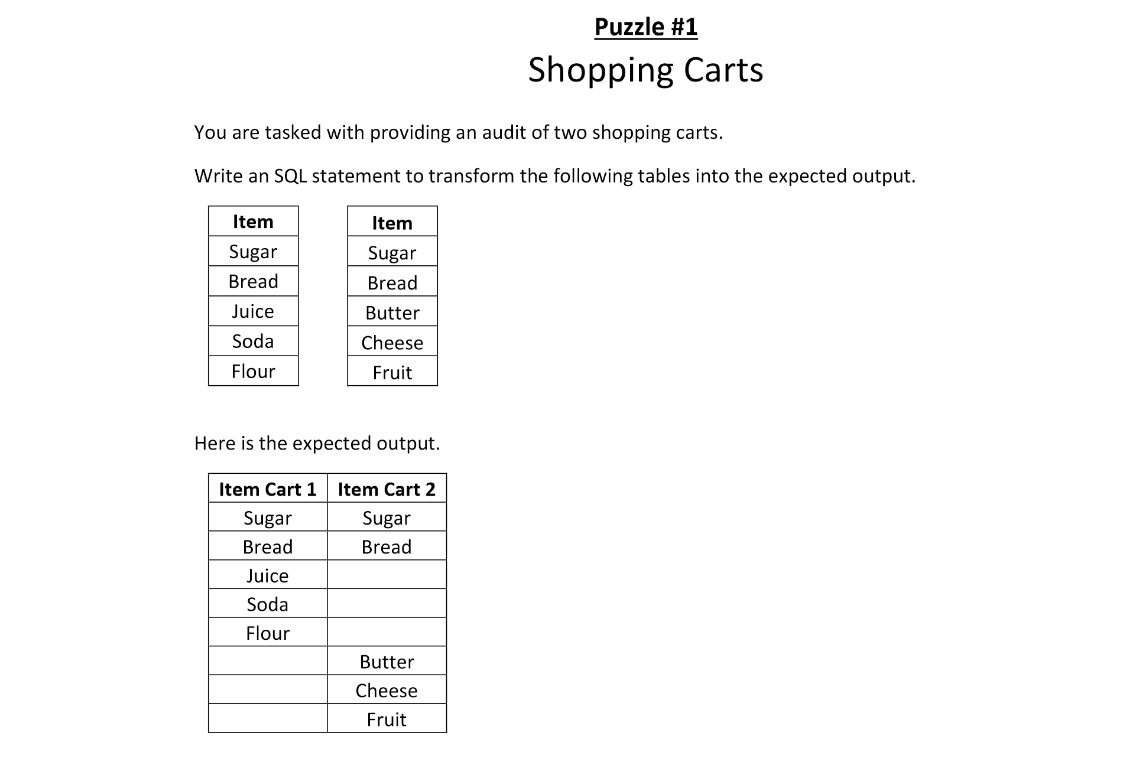 Puzzle #1
Shopping Carts
You are tasked with providing an audit of two shopping carts.
Write an SQL statement to transform the following tables into the expected output.
Item
Sugar
Bread
Juice
Soda
Flour
Item
Sugar
Bread
Butter
Cheese
Fruit
Here is the expected output.
Item Cart 1 Item Cart 2
Sugar Sugar
Bread Bread
Juice
Soda
Flour
Butter
Cheese
Fruit